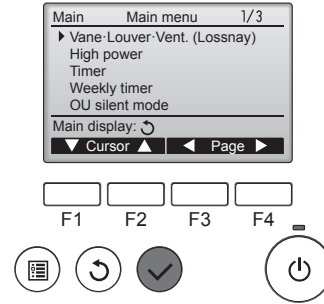 Main Main menu 1/3
Vane·Louver·Vent. (Lossnay)
High power
Timer
Weekly timer
OU silent mode
Main display:
Cursor Page
F1 F2 F3 F4